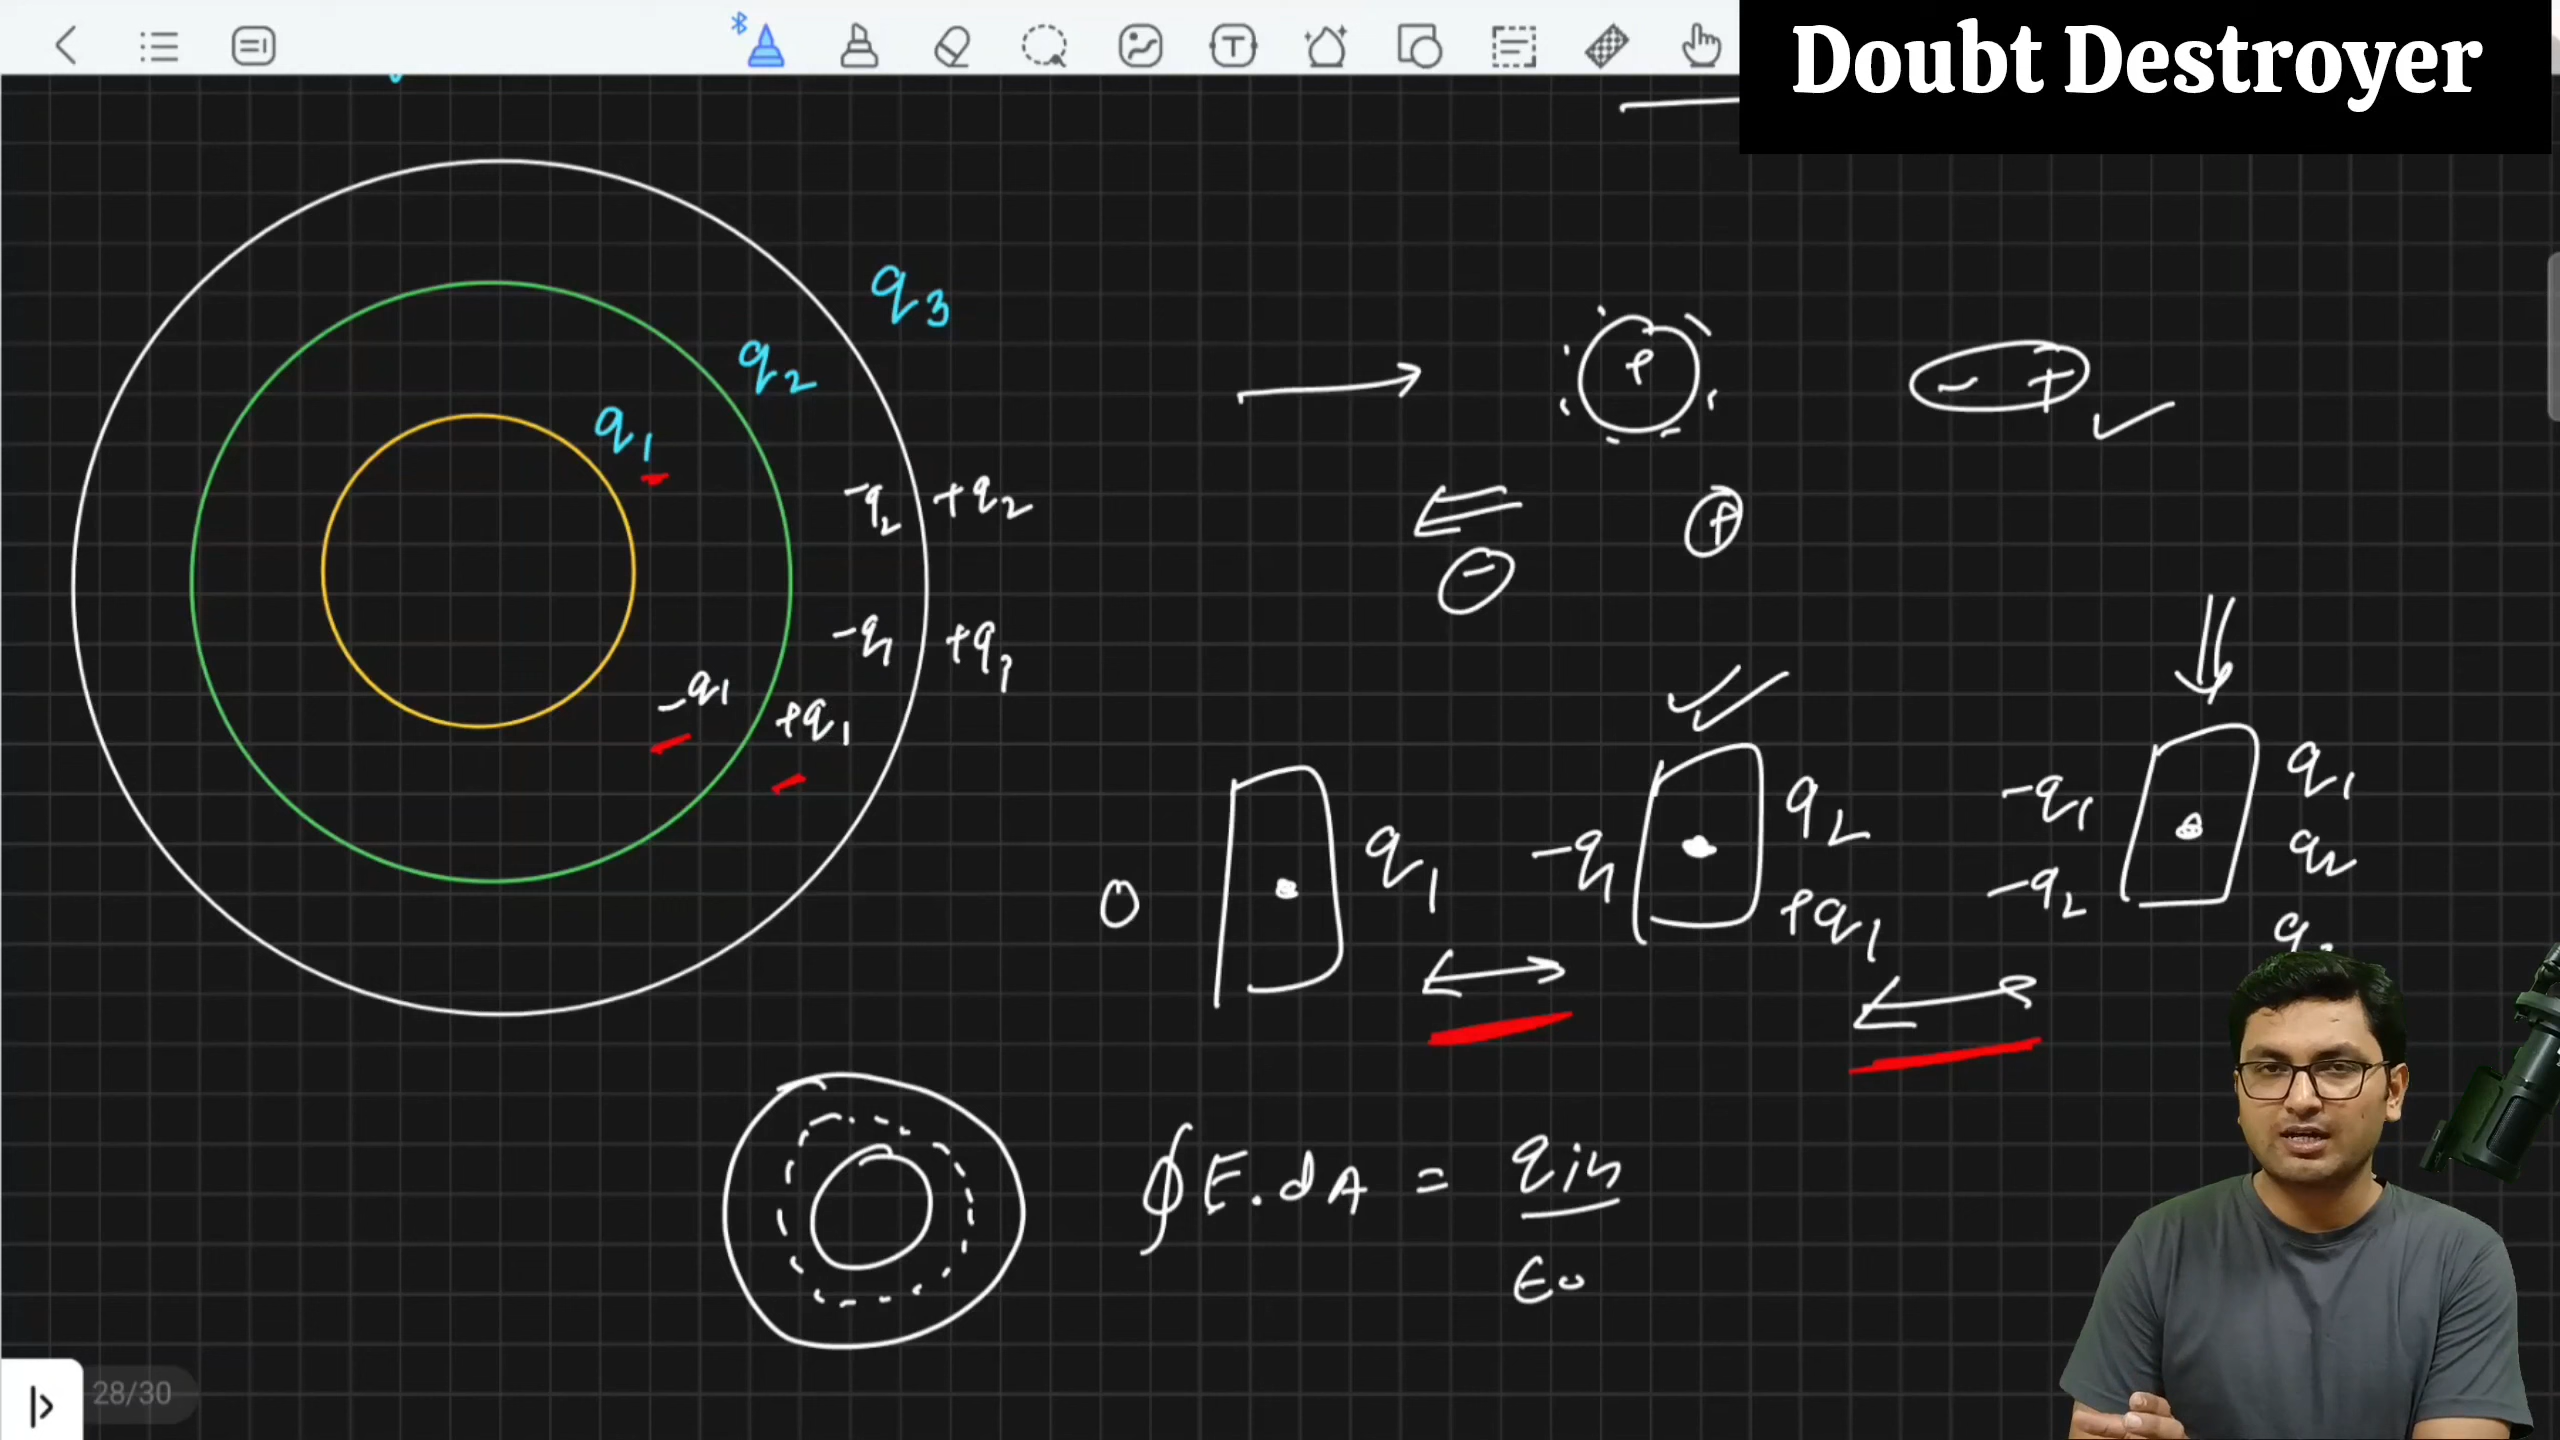 Doubt Destroyer
q3
q2
q1
-q2 +q2
-q1 +q1
-q1 +q1
+
- +
+
-
0 q1 -q1 q2 -q1 q1
+q1 -q2 q2
∮E.dA = qin
ϵ0
28/30